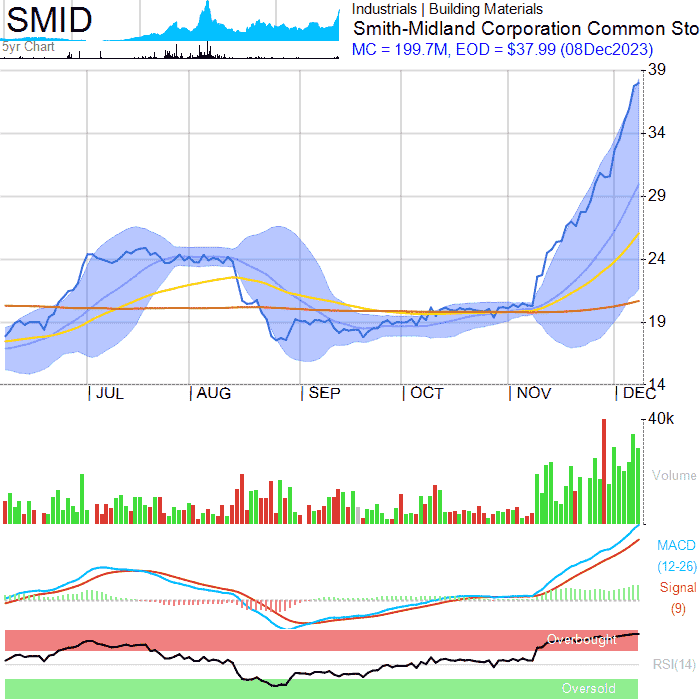 SMID
5yr Chart
Industrials | Building Materials
Smith-Midland Corporation Common Sto
MC = 199.7M, EOD = $37.99 (08Dec2023)
39
34
29
24
19
14
JUL
AUG
SEP
OCT
NOV
DEC
40k
Volume
MACD
(12-26)
Signal
(9)
Overbought
RSI(14)
Oversold